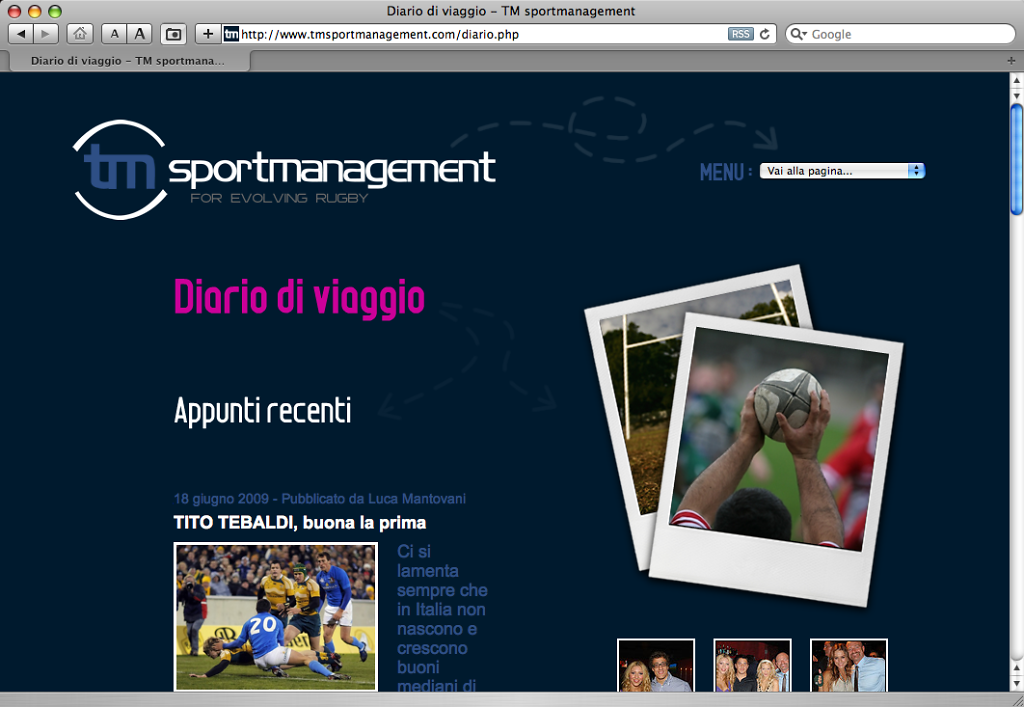 Diario di viaggio – TM sportmanagement
A A + tm http://www.tmsportmanagement.com/diario.php RSS Google
Diario di viaggio – TM sportmana...
tm sportmanagement
FOR EVOLVING RUGBY
MENU : Vai alla pagina...
Diario di viaggio
Appunti recenti
18 giugno 2009 - Pubblicato da Luca Mantovani
TITO TEBALDI, buona la prima
20
Ci si
lamenta
sempre che
in Italia non
nascono e
crescono
buoni
mediani di